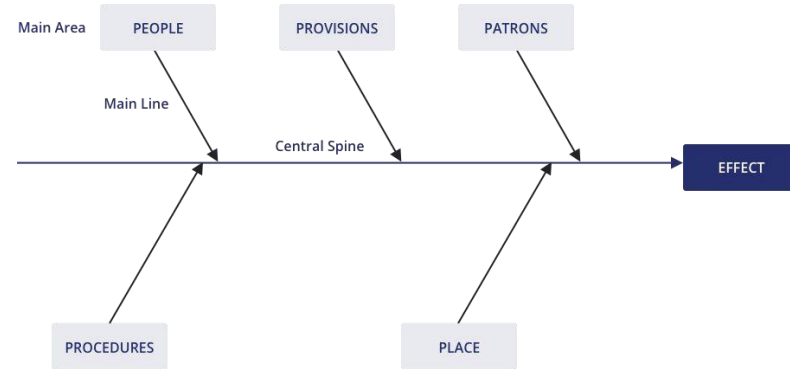 Main Area
PEOPLE
PROVISIONS
PATRONS
Main Line
Central Spine
EFFECT
PROCEDURES
PLACE